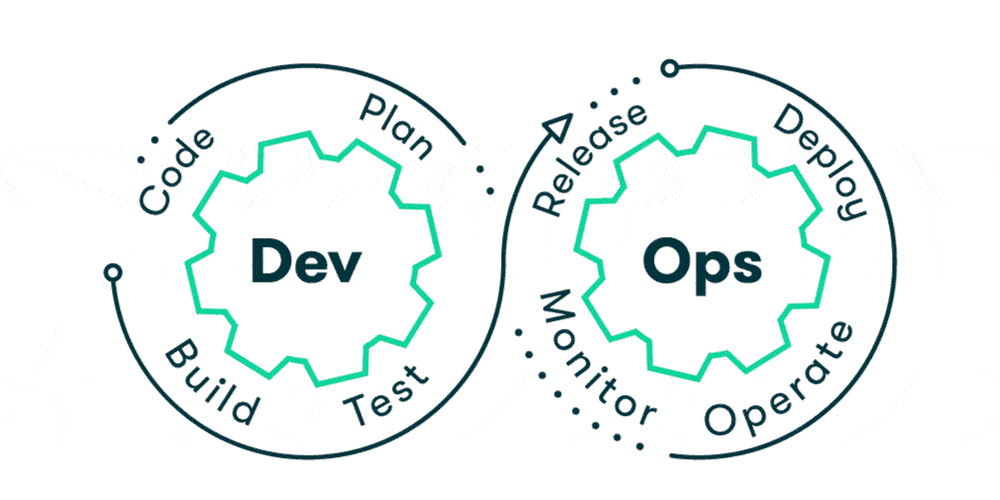 Plan
Code
Build
Test
Release
Deploy
Operate
Monitor
Dev
Ops